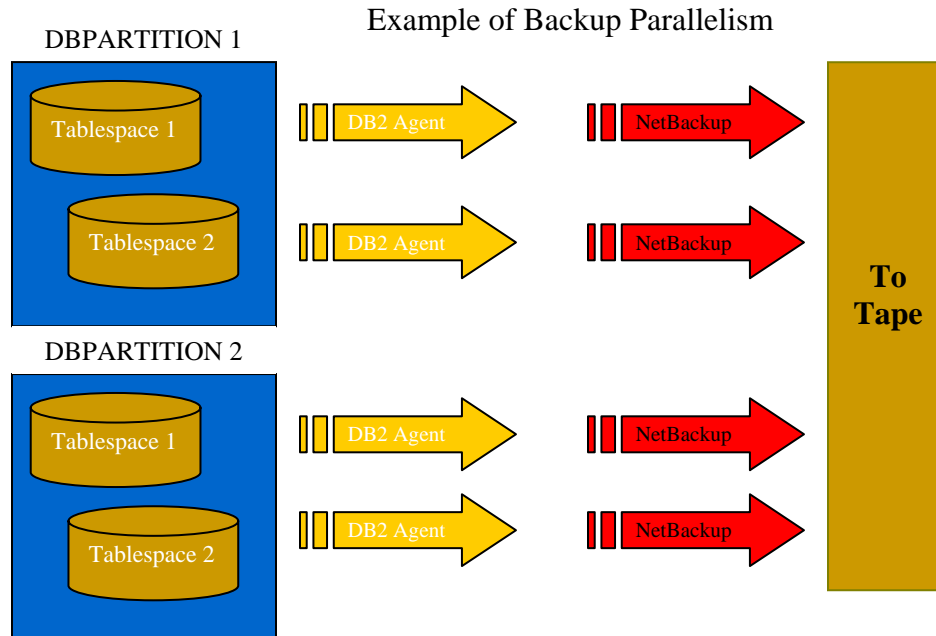 Example of Backup Parallelism
DBPARTITION 1
Tablespace 1
DB2 Agent
NetBackup
Tablespace 2
DB2 Agent
NetBackup
To
Tape
DBPARTITION 2
Tablespace 1
DB2 Agent
NetBackup
Tablespace 2
DB2 Agent
NetBackup